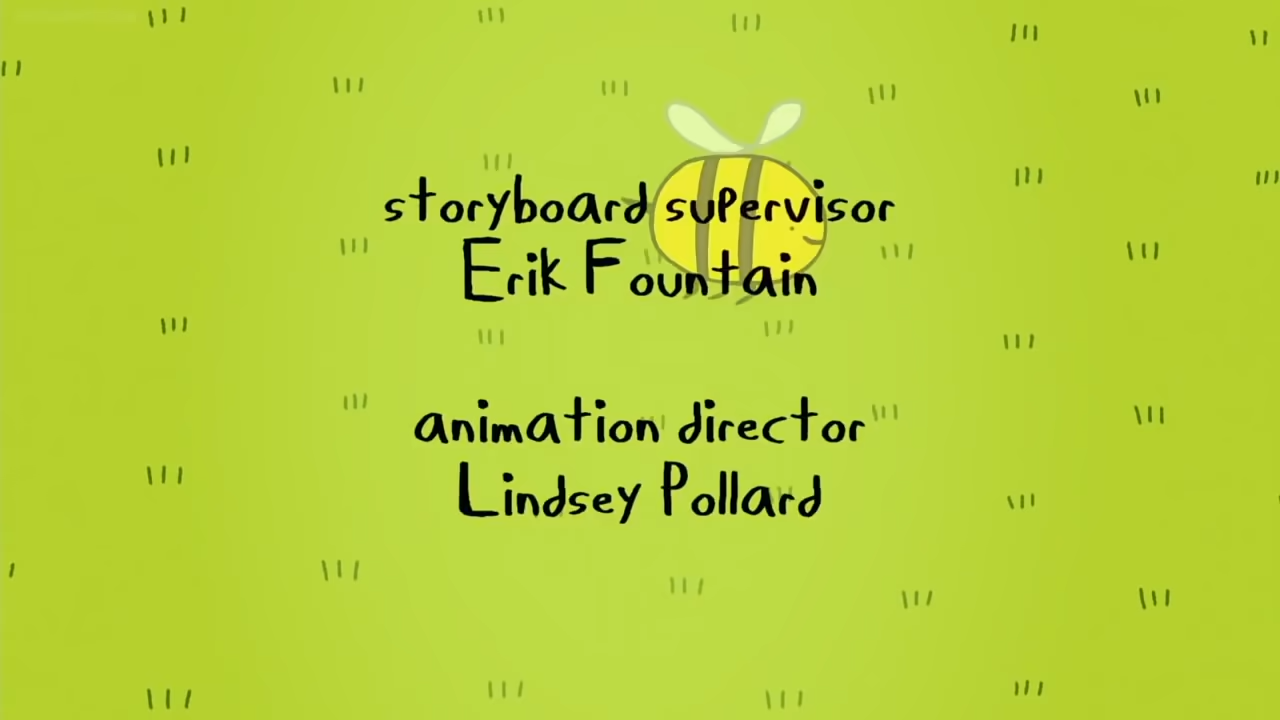 storyboard supervisor
Erik Fountain
animation director
Lindsey Pollard